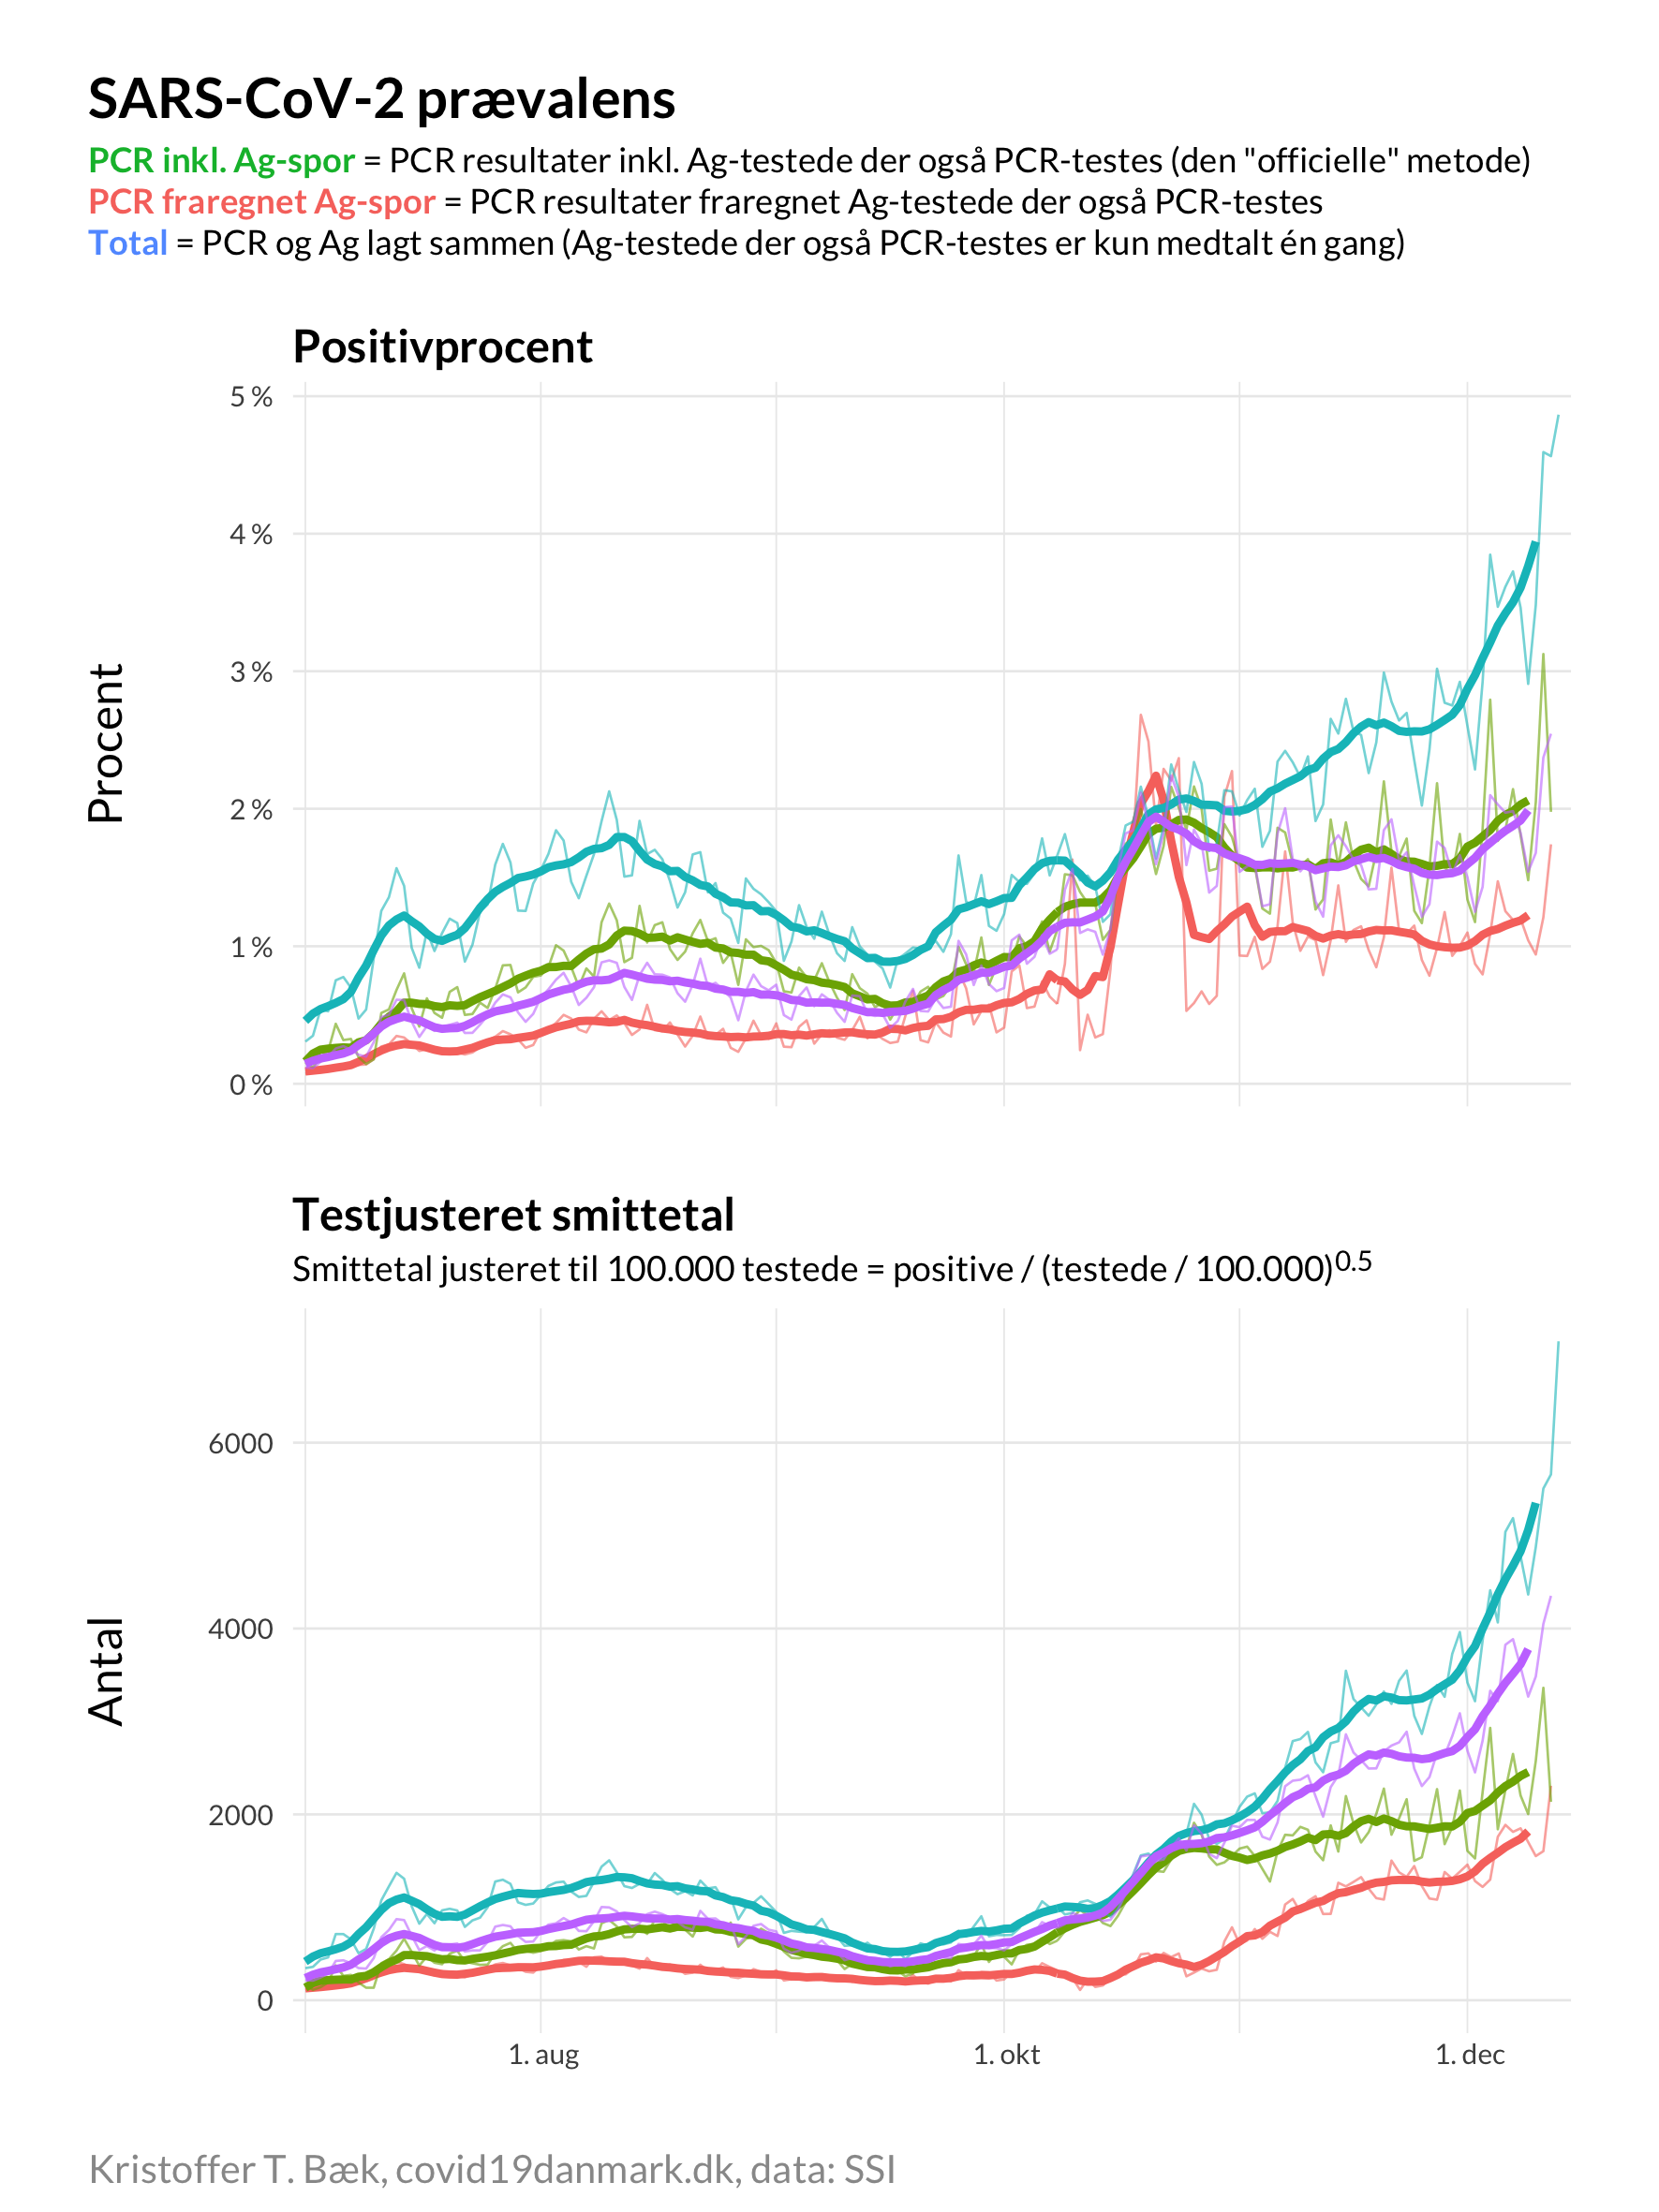 SARS-CoV-2 prævalens
PCR inkl. Ag-spor = PCR resultater inkl. Ag-testede der også PCR-testes (den "officielle" metode)
PCR fraregnet Ag-spor = PCR resultater fraregnet Ag-testede der også PCR-testes
Total = PCR og Ag lagt sammen (Ag-testede der også PCR-testes er kun medtalt én gang)
Positivprocent
Procent
5 %
4 %
3 %
2 %
1 %
0 %
Testjusteret smittetal
Smittetal justeret til 100.000 testede = positive / (testede / 100.000)^0.5
Antal
6000
4000
2000
0
1. aug
1. okt
1. dec
Kristoffer T. Bæk, covid19danmark.dk, data: SSI